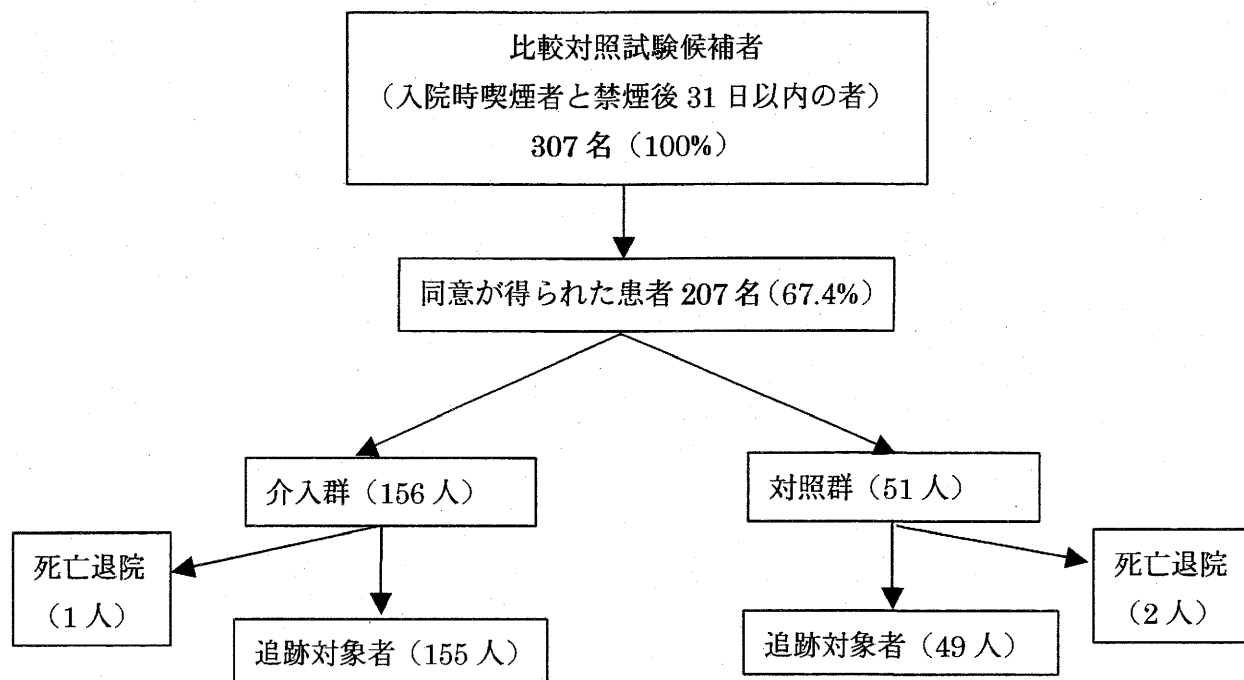 比較対照試験候補者
（入院時喫煙者と禁煙後 31 日以内の者）
307 名（100%）
同意が得られた患者 207 名（67.4%）
介入群（156 人）
対照群（51 人）
死亡退院
（1 人）
追跡対象者（155 人）
追跡対象者（49 人）
死亡退院
（2 人）